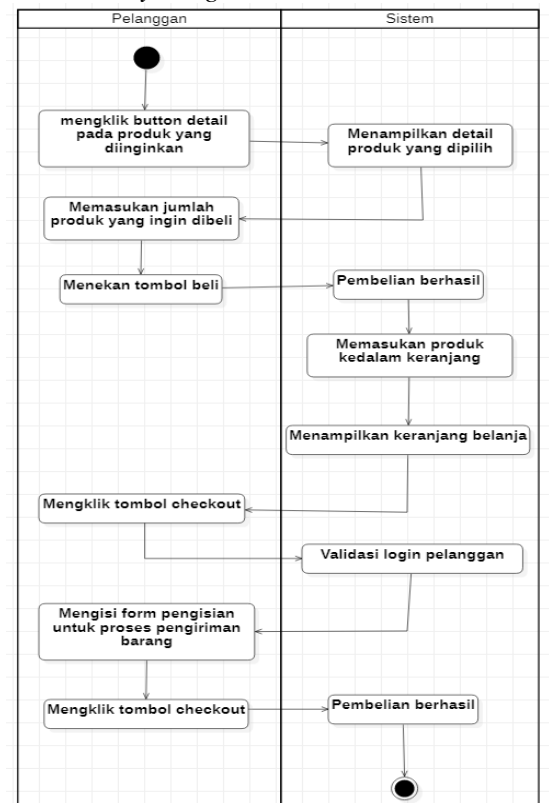 Pelanggan
Sistem
mengklik button detail
pada produk yang
diinginkan
Menampilkan detail
produk yang dipilih
Memasukan jumlah
produk yang ingin dibeli
Menekan tombol beli
Pembelian berhasil
Memasukan produk
kedalam keranjang
Menampilkan keranjang belanja
Mengklik tombol checkout
Validasi login pelanggan
Mengisi form pengisian
untuk proses pengiriman
barang
Mengklik tombol checkout
Pembelian berhasil